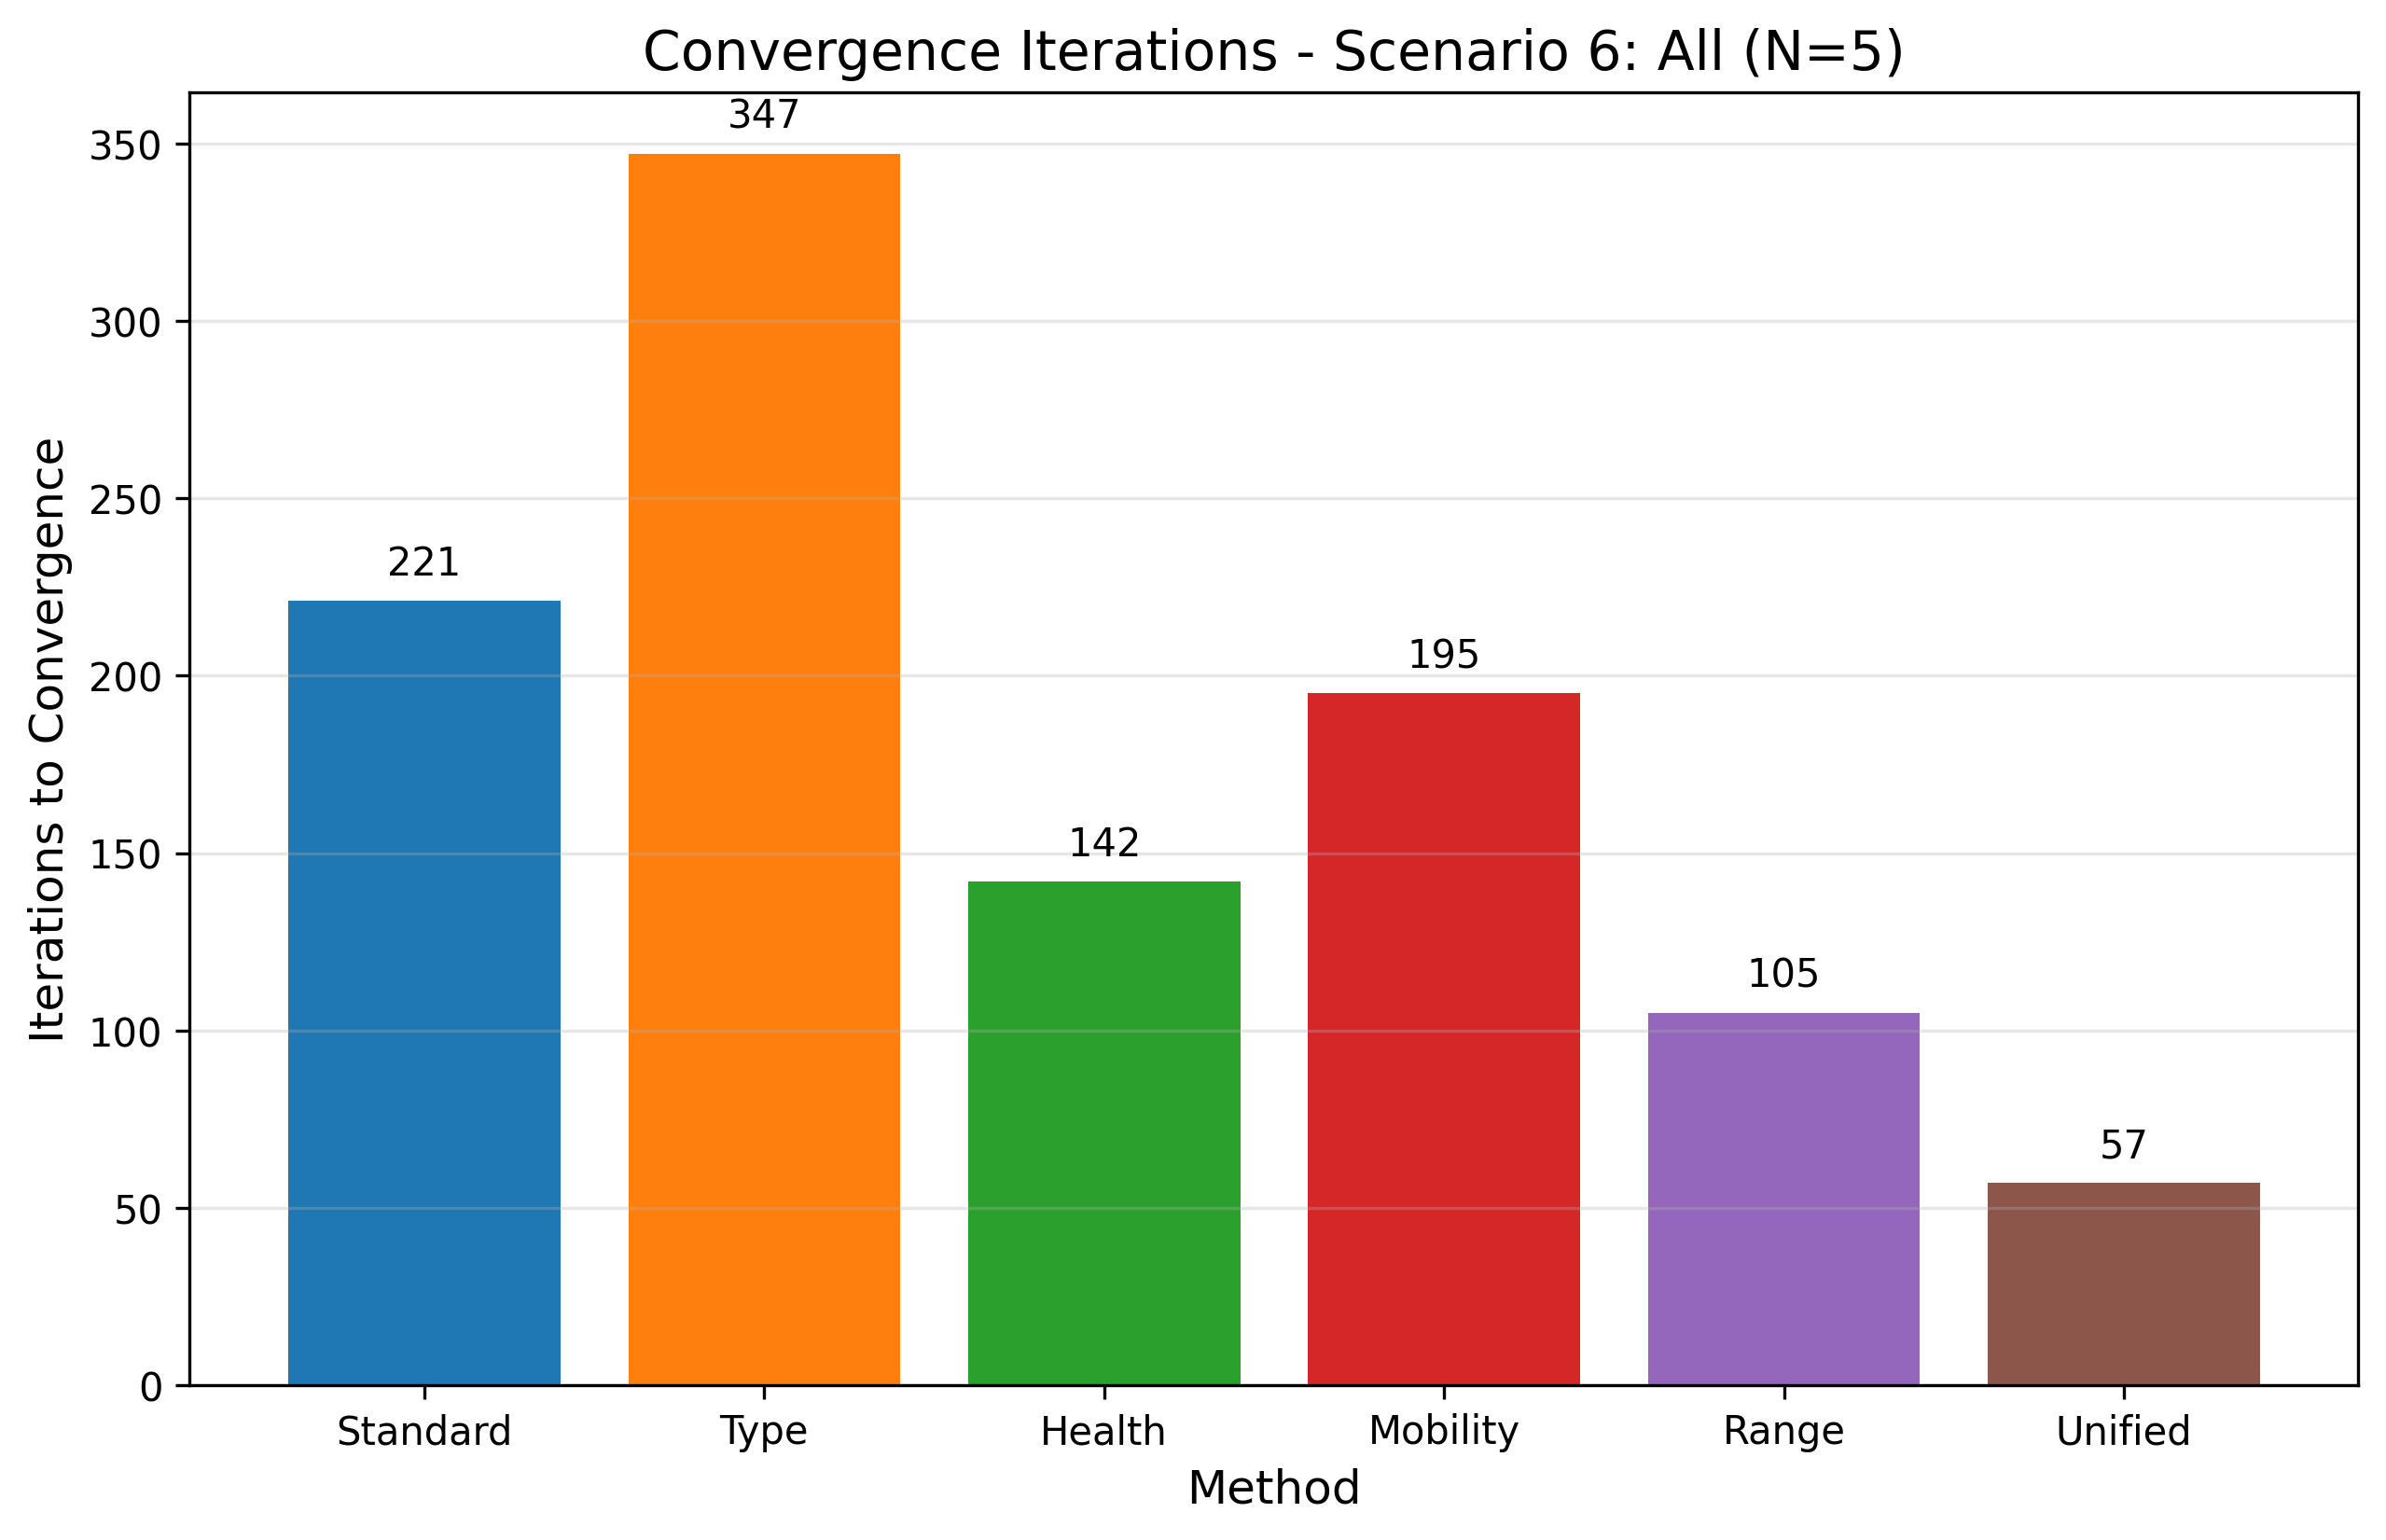 Convergence Iterations - Scenario 6: All (N=5)
Iterations to Convergence
350
300
250
200
150
100
50
0
221
347
142
195
105
57
Standard
Type
Health
Mobility
Range
Unified
Method